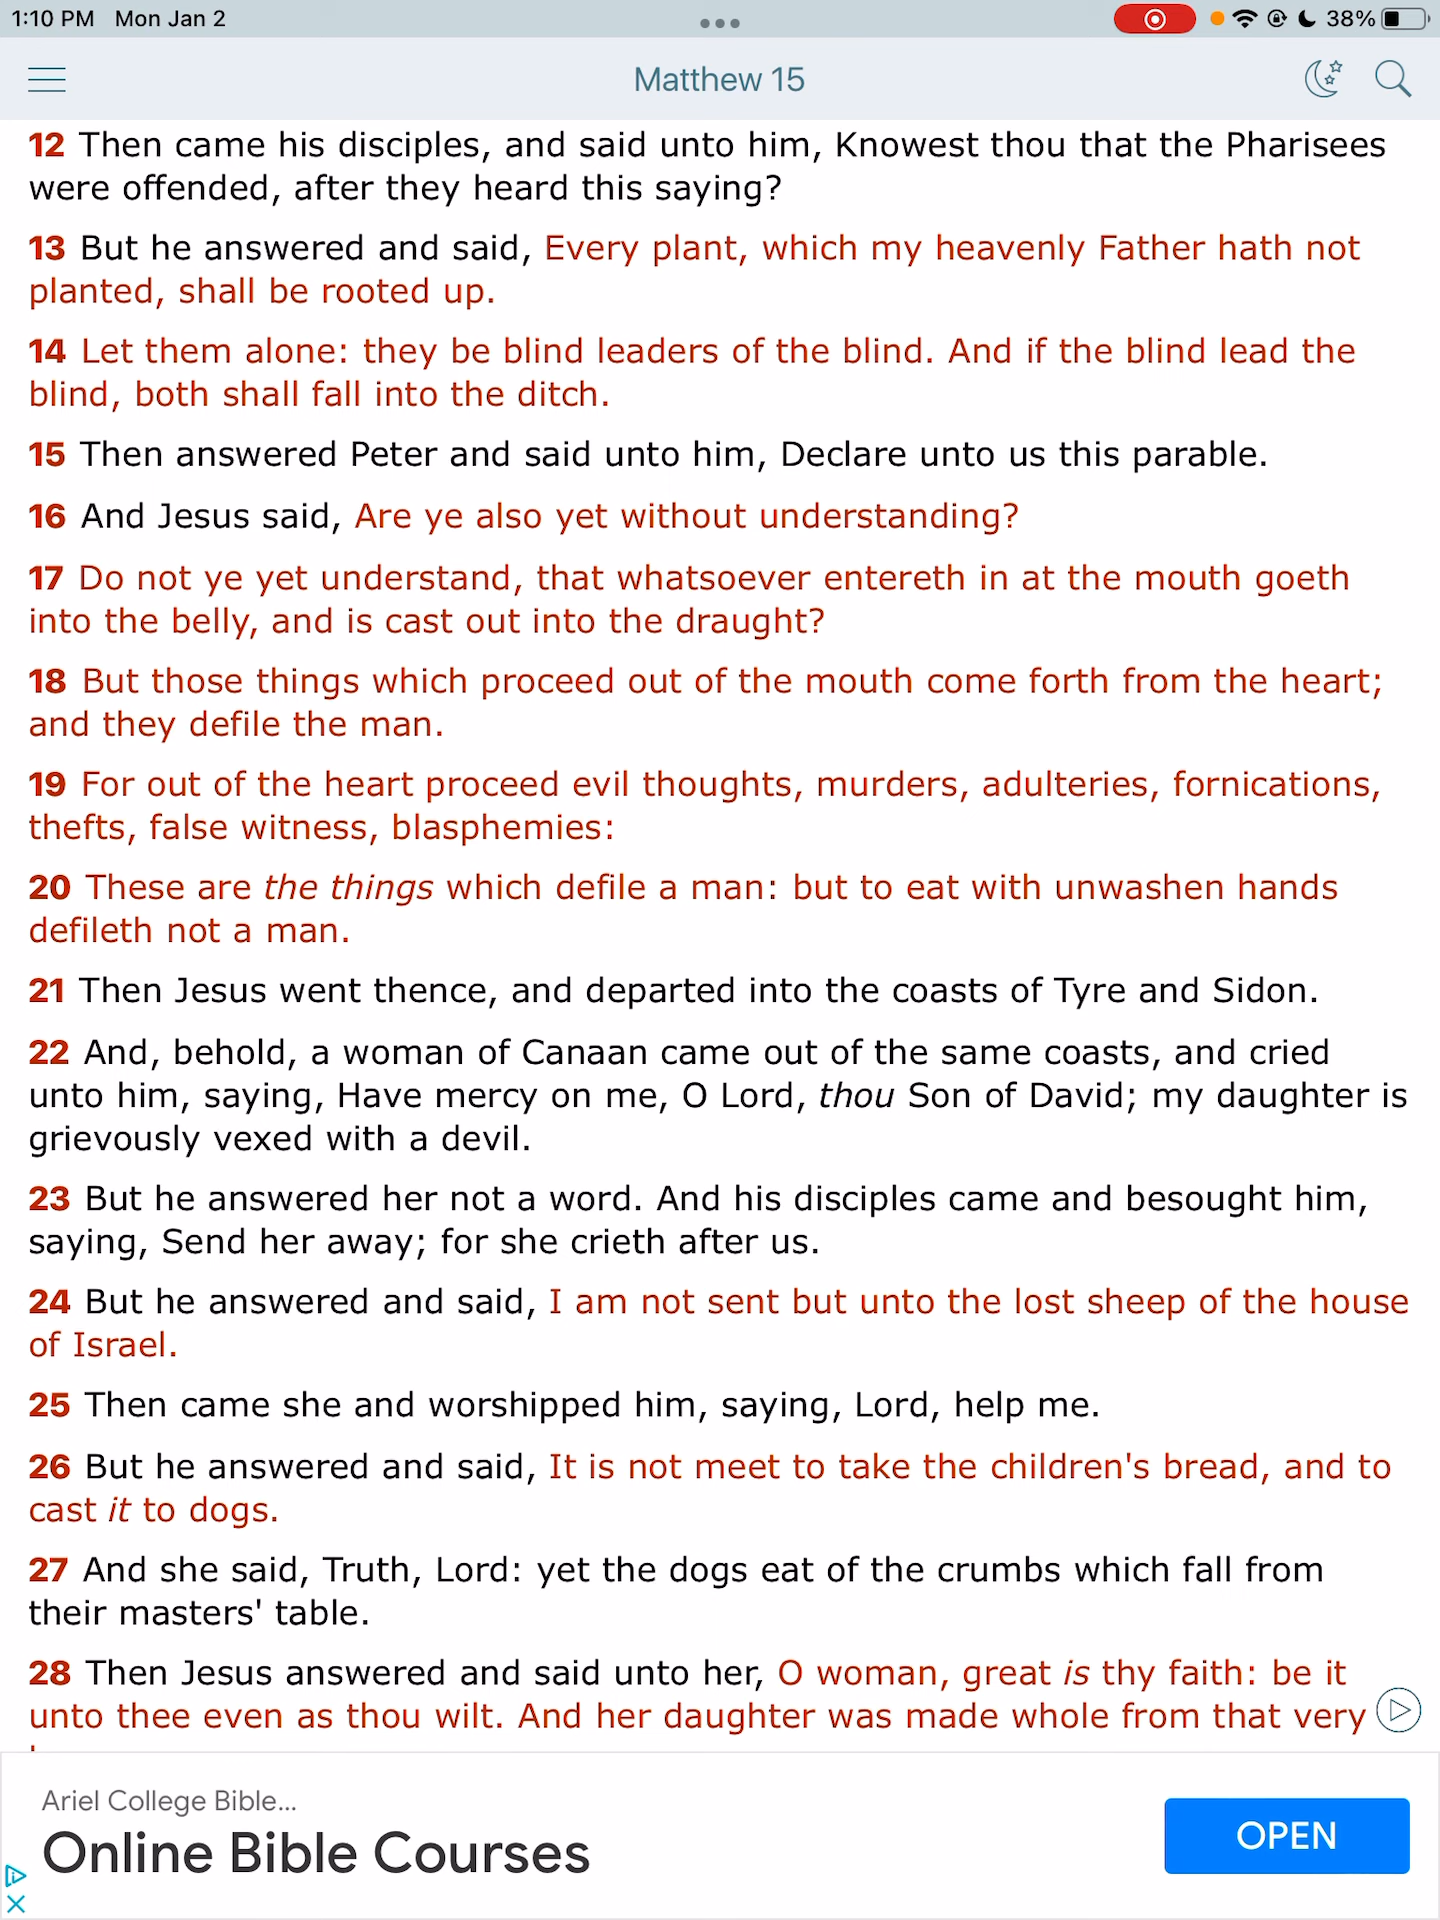 1:10 PM Mon Jan 2
38%
Matthew 15
12 Then came his disciples, and said unto him, Knowest thou that the Pharisees
were offended, after they heard this saying?
13 But he answered and said, Every plant, which my heavenly Father hath not
planted, shall be rooted up.
14 Let them alone: they be blind leaders of the blind. And if the blind lead the
blind, both shall fall into the ditch.
15 Then answered Peter and said unto him, Declare unto us this parable.
16 And Jesus said, Are ye also yet without understanding?
17 Do not ye yet understand, that whatsoever entereth in at the mouth goeth
into the belly, and is cast out into the draught?
18 But those things which proceed out of the mouth come forth from the heart;
and they defile the man.
19 For out of the heart proceed evil thoughts, murders, adulteries, fornications,
thefts, false witness, blasphemies:
20 These are the things which defile a man: but to eat with unwashen hands
defileth not a man.
21 Then Jesus went thence, and departed into the coasts of Tyre and Sidon.
22 And, behold, a woman of Canaan came out of the same coasts, and cried
unto him, saying, Have mercy on me, O Lord, thou Son of David; my daughter is
grievously vexed with a devil.
23 But he answered her not a word. And his disciples came and besought him,
saying, Send her away; for she crieth after us.
24 But he answered and said, I am not sent but unto the lost sheep of the house
of Israel.
25 Then came she and worshipped him, saying, Lord, help me.
26 But he answered and said, It is not meet to take the children's bread, and to
cast it to dogs.
27 And she said, Truth, Lord: yet the dogs eat of the crumbs which fall from
their masters' table.
28 Then Jesus answered and said unto her, O woman, great is thy faith: be it
unto thee even as thou wilt. And her daughter was made whole from that very
Ariel College Bible...
Online Bible Courses
OPEN